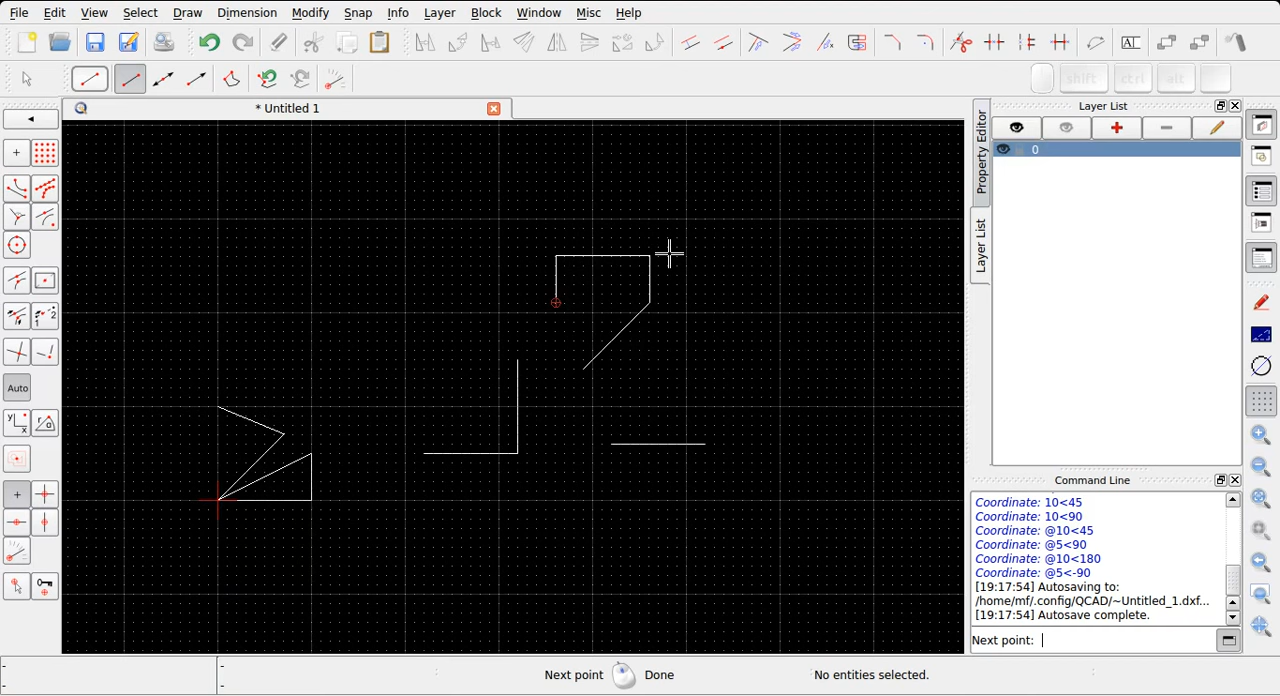 File Edit View Select Draw Dimension Modify Snap Info Layer Block Window Misc Help
shift ctrl alt
* Untitled 1
Layer List
Property Editor
Layer List
0
Auto
Command Line
Coordinate: 10<45
Coordinate: 10<90
Coordinate: @10<45
Coordinate: @5<90
Coordinate: @10<180
Coordinate: @5<-90
[19:17:54] Autosaving to:
/home/mf/.config/QCAD/~Untitled_1.dxf...
[19:17:54] Autosave complete.
Next point:
- - Next point Done No entities selected.
- -